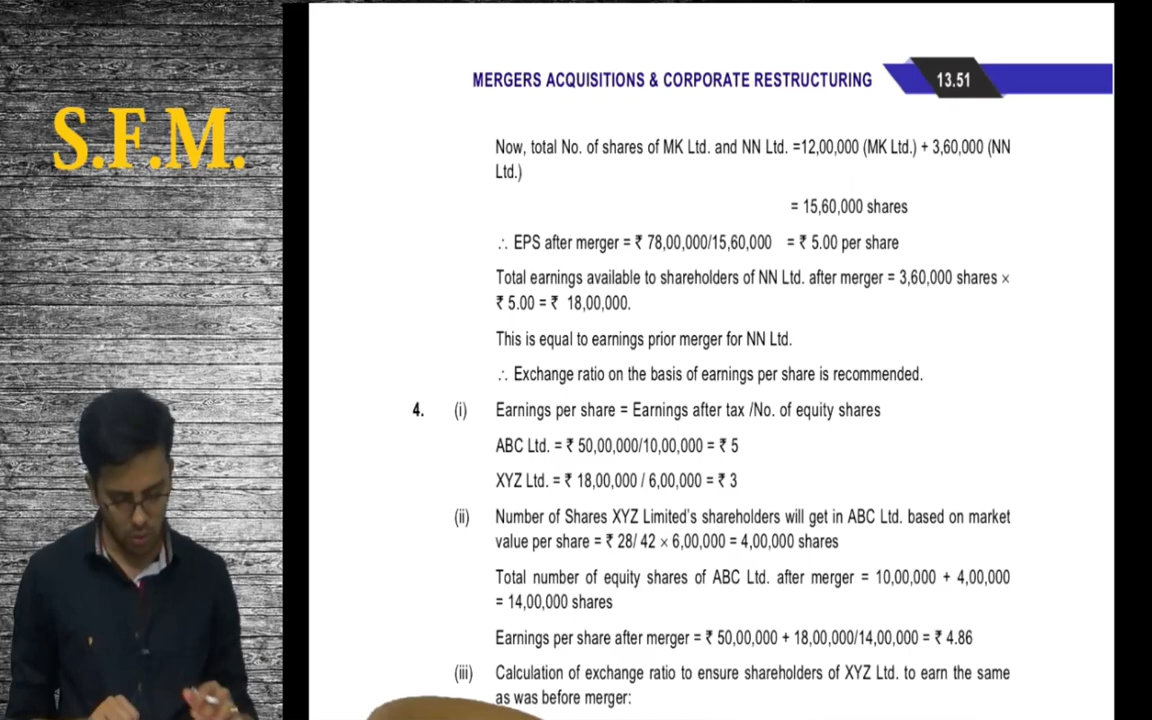 S.F.M.
MERGERS ACQUISITIONS & CORPORATE RESTRUCTURING 13.51
Now, total No. of shares of MK Ltd. and NN Ltd. =12,00,000 (MK Ltd.) + 3,60,000 (NN
Ltd.)
= 15,60,000 shares
∴ EPS after merger = ₹ 78,00,000/15,60,000 = ₹ 5.00 per share
Total earnings available to shareholders of NN Ltd. after merger = 3,60,000 shares ×
₹ 5.00 = ₹ 18,00,000.
This is equal to earnings prior merger for NN Ltd.
∴ Exchange ratio on the basis of earnings per share is recommended.
4. (i) Earnings per share = Earnings after tax /No. of equity shares
ABC Ltd. = ₹ 50,00,000/10,00,000 = ₹ 5
XYZ Ltd. = ₹ 18,00,000 / 6,00,000 = ₹ 3
(ii) Number of Shares XYZ Limited's shareholders will get in ABC Ltd. based on market
value per share = ₹ 28/ 42 × 6,00,000 = 4,00,000 shares
Total number of equity shares of ABC Ltd. after merger = 10,00,000 + 4,00,000
= 14,00,000 shares
Earnings per share after merger = ₹ 50,00,000 + 18,00,000/14,00,000 = ₹ 4.86
(iii) Calculation of exchange ratio to ensure shareholders of XYZ Ltd. to earn the same
as was before merger: